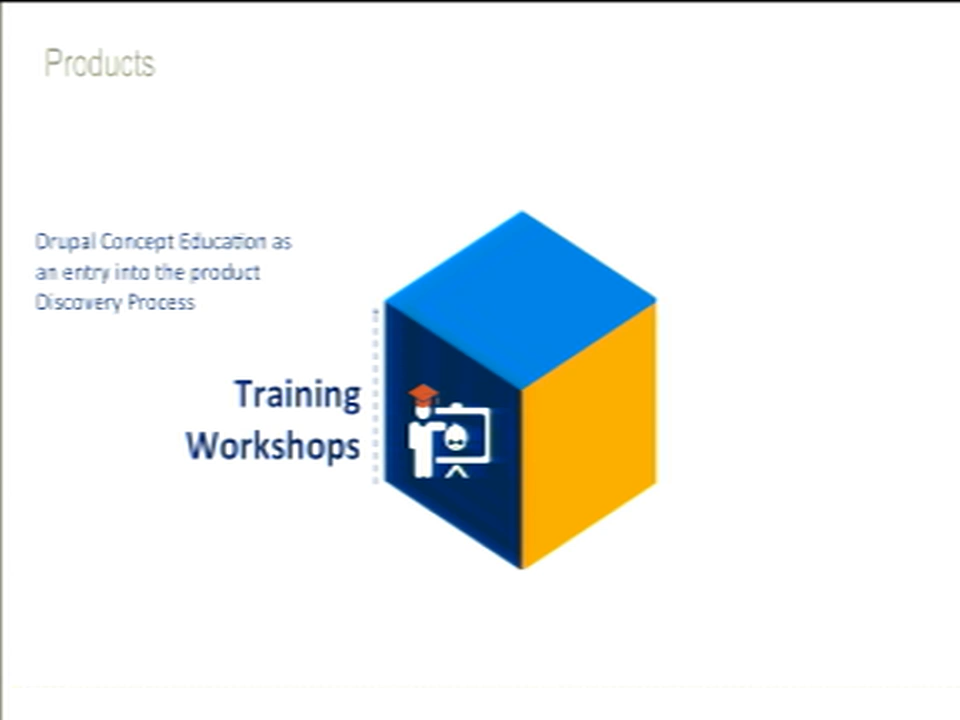 Products
Drupal Concept Education as
an entry into the product
Discovery Process
Training
Workshops